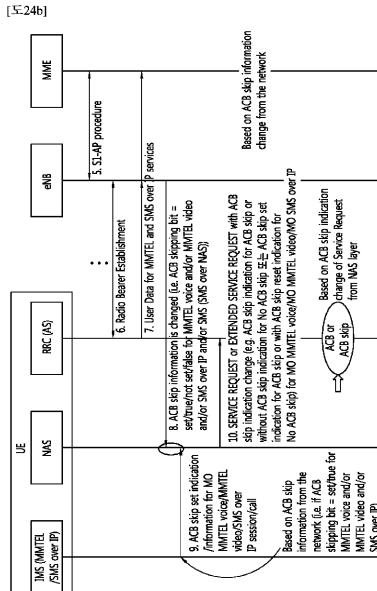 [도24b]
UE
IMS (MMTEL
/SMS over IP)
NAS
RRC (AS)
eNB
MME
5. S1-AP procedure
6. Radio Bearer Establishment
7. User Data for MMTEL and SMS over IP services
8. ACB skip information is changed (i.e. ACB skipping bit =
set/true/not set/false for MMTEL voice and/or MMTEL video
and/or SMS over IP and/or SMS (SMS over NAS))
Based on ACB skip information
change from the network
9. ACB skip set indication
/information for MO
MMTEL voice/MMTEL
video/SMS over
IP session/call
10. SERVICE REQUEST or EXTENDED SERVICE REQUEST with ACB
skip indication change (e.g. ACB skip indication for ACB skip or
without ACB skip indication for No ACB skip 또는 ACB skip set
indication for ACB skip or with ACB skip reset indication for
No ACB skip) for MO MMTEL voice/MO MMTEL video/MO SMS over IP
Based on ACB skip
information from the
network (i.e. if ACB
skipping bit = set/true for
MMTEL voice and/or
MMTEL video and/or
SMS over IP)
ACB or
ACB skip
Based on ACB skip indication
change of Service Request
from NAS layer